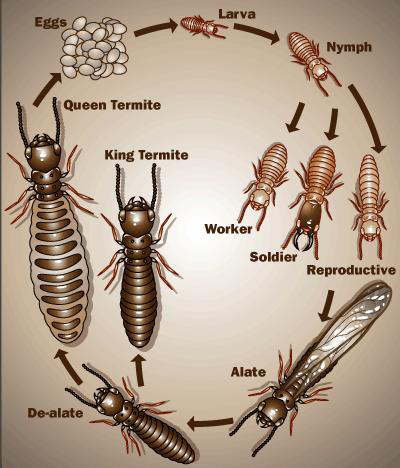 Eggs
Larva
Nymph
Queen Termite
King Termite
Worker
Soldier
Reproductive
Alate
De-alate